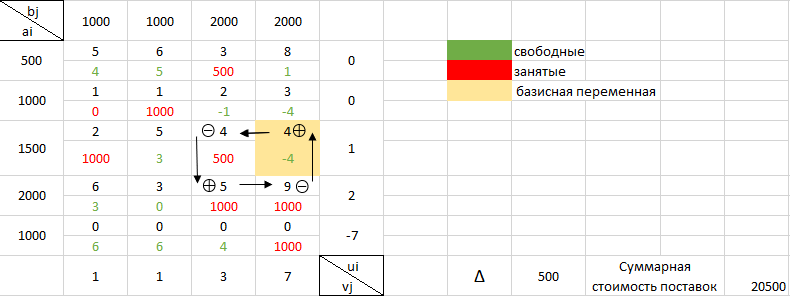 bj
ai 1000 1000 2000 2000
5 6 3 8
500 0
4 5 500 1
1 1 2 3
1000 0
0 1000 -1 -4
2 5 ⊖ 4 4 ⊕
1500 1
1000 3 500 -4
6 3 ⊕ 5 9 ⊖
2000 2
3 0 1000 1000
0 0 0 0
1000 -7
6 6 4 1000
1 1 3 7 ui
vj
свободные
занятые
базисная переменная
Δ 500 Суммарная
стоимость поставок 20500